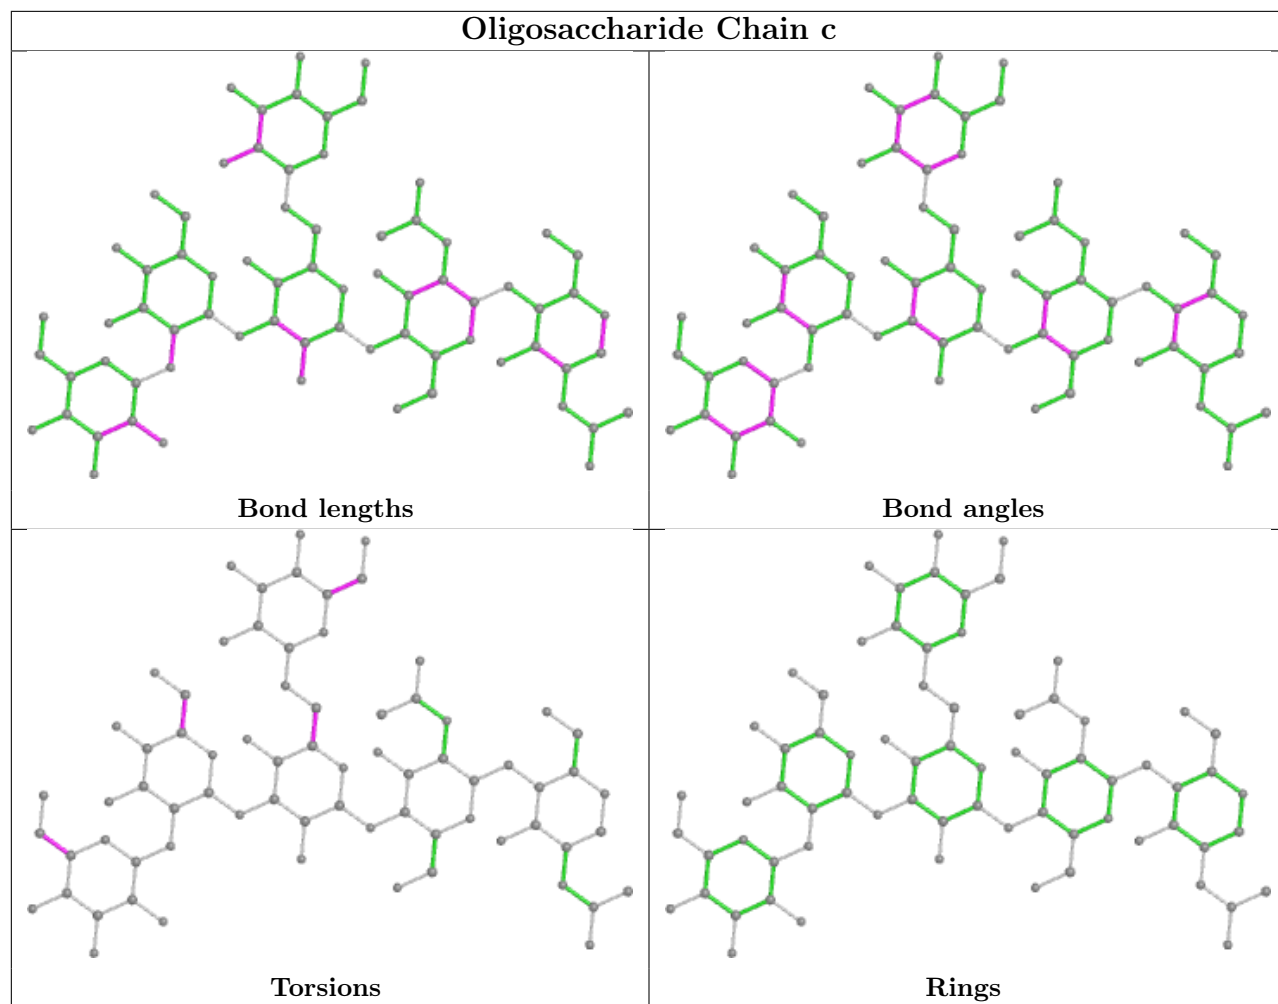 Oligosaccharide Chain c
Bond lengths
Bond angles
Torsions
Rings